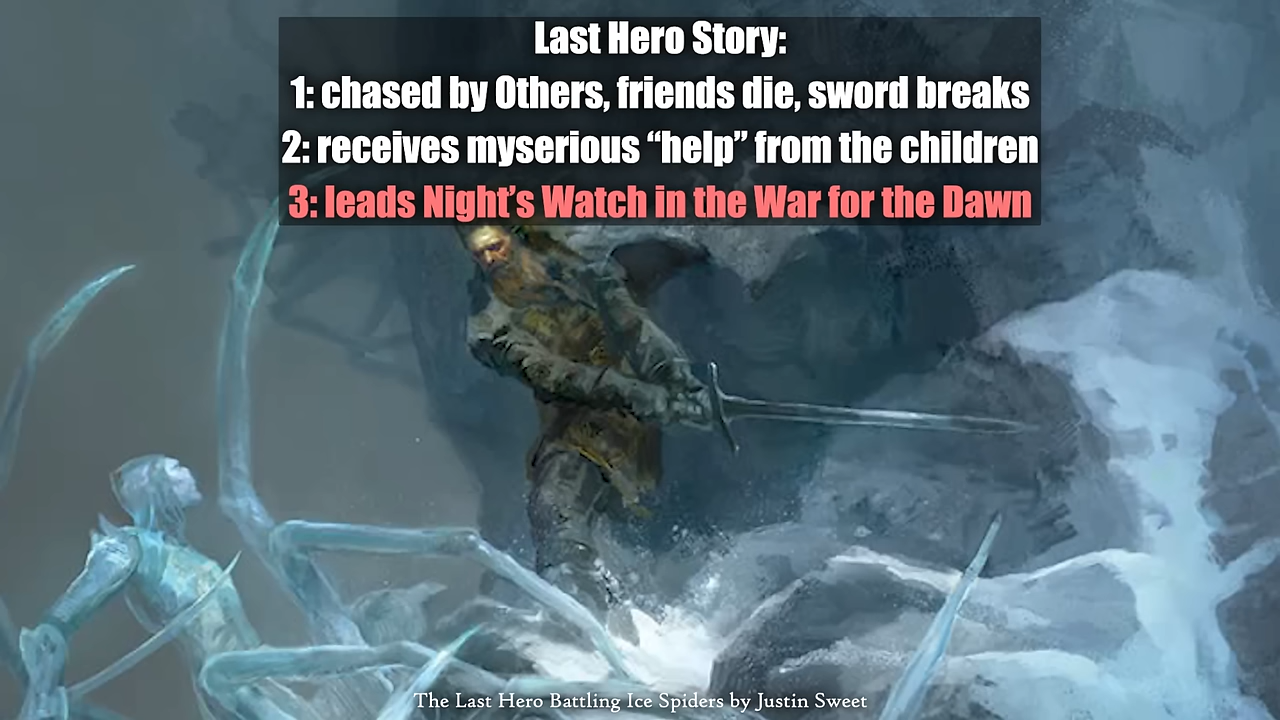 Last Hero Story:
1: chased by Others, friends die, sword breaks
2: receives myserious “help” from the children
3: leads Night’s Watch in the War for the Dawn
The Last Hero Battling Ice Spiders by Justin Sweet